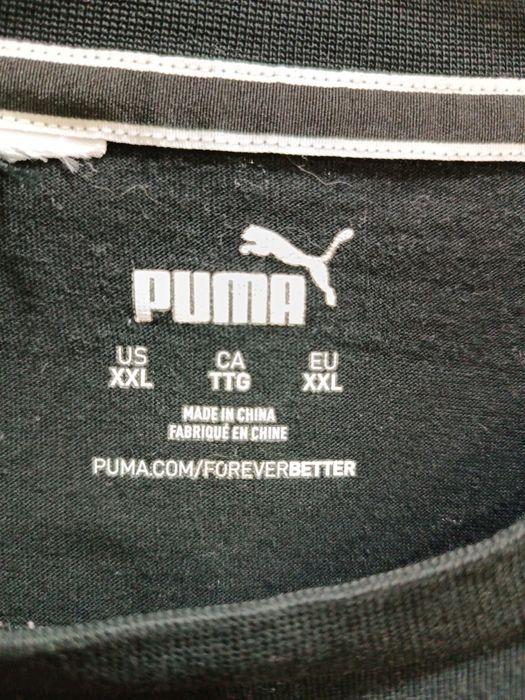 PUMA
US CA EU
XXL TTG XXL
MADE IN CHINA
FABRIQUÉ EN CHINE
PUMA.COM/FOREVERBETTER